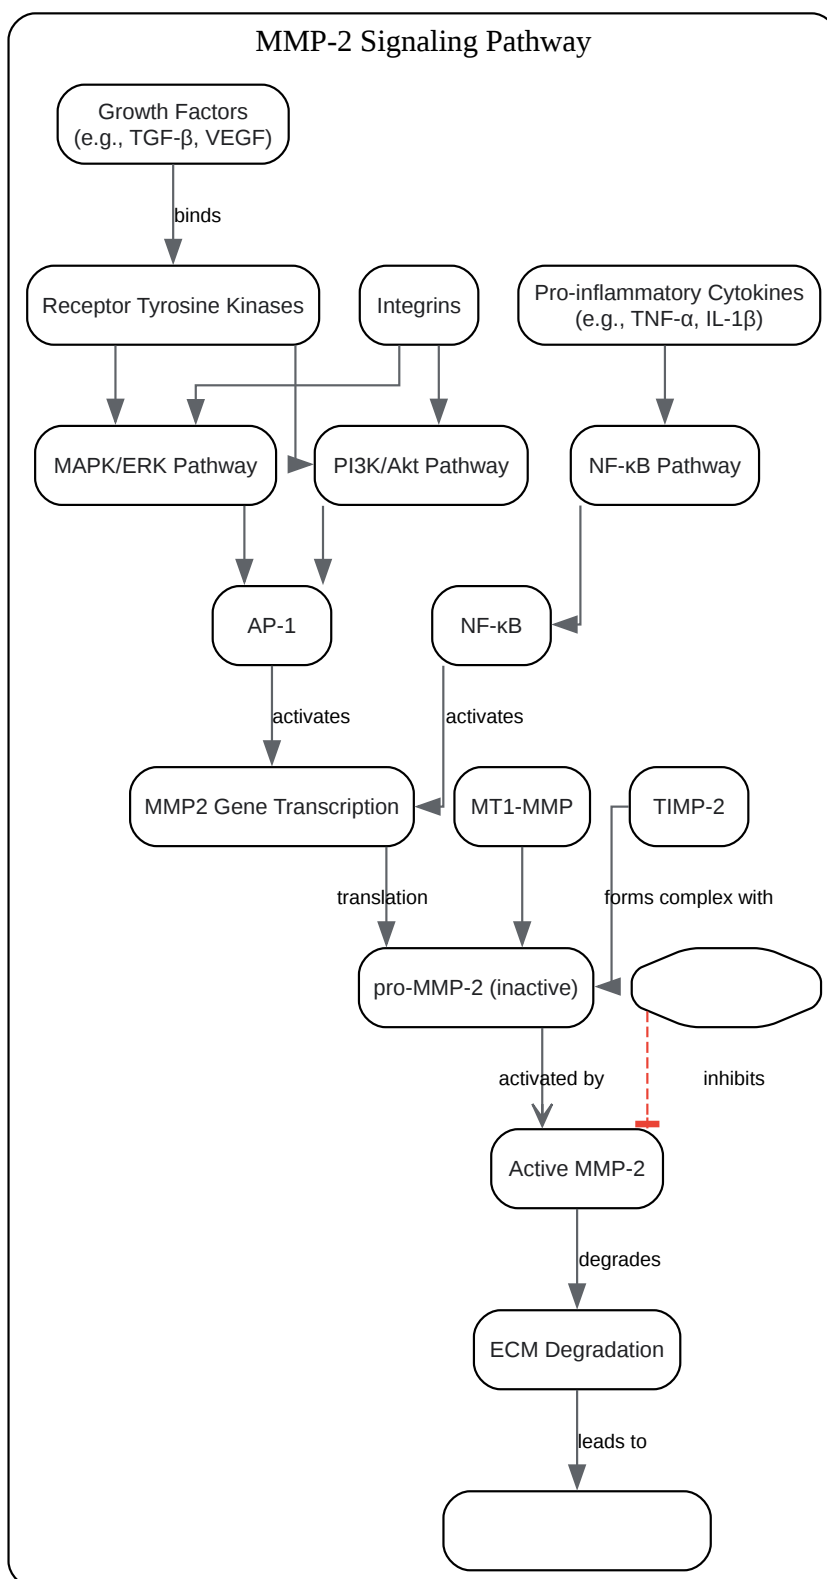 MMP-2 Signaling Pathway
Growth Factors
(e.g., TGF-β, VEGF)
binds
Receptor Tyrosine Kinases
Integrins
Pro-inflammatory Cytokines
(e.g., TNF-α, IL-1β)
MAPK/ERK Pathway
PI3K/Akt Pathway
NF-κB Pathway
AP-1
NF-κB
activates
activates
MMP2 Gene Transcription
MT1-MMP
TIMP-2
translation
forms complex with
pro-MMP-2 (inactive)
activated by
inhibits
Active MMP-2
degrades
ECM Degradation
leads to